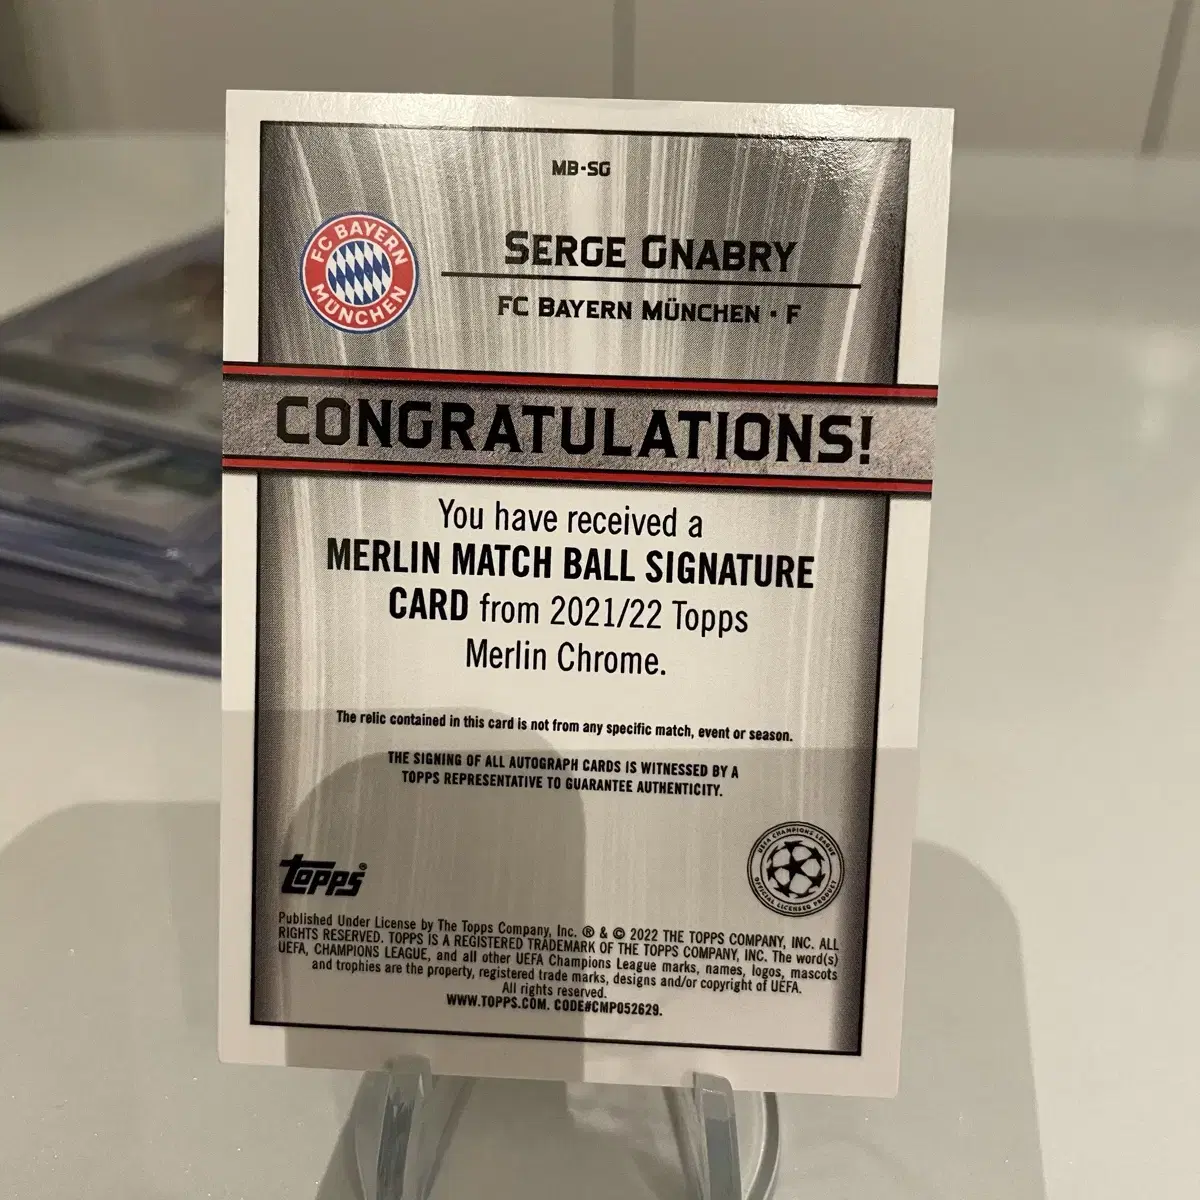 MB-SG
FC BAYERN MÜNCHEN
SERGE GNABRY
FC BAYERN MÜNCHEN · F
CONGRATULATIONS!
You have received a
MERLIN MATCH BALL SIGNATURE
CARD from 2021/22 Topps
Merlin Chrome.
The relic contained in this card is not from any specific match, event or season.
THE SIGNING OF ALL AUTOGRAPH CARDS IS WITNESSED BY A
TOPPS REPRESENTATIVE TO GUARANTEE AUTHENTICITY.
UEFA CHAMPIONS LEAGUE
OFFICIAL LICENSED PRODUCT
topps®
Published Under License by The Topps Company, Inc. ® & © 2022 THE TOPPS COMPANY, INC. ALL
RIGHTS RESERVED. TOPPS IS A REGISTERED TRADEMARK OF THE TOPPS COMPANY, INC. The word(s)
UEFA, CHAMPIONS LEAGUE, and all other UEFA Champions League marks, names, logos, mascots
and trophies are the property, registered trade marks, designs and/or copyright of UEFA.
All rights reserved.
WWW.TOPPS.COM. CODE#CMP052629.